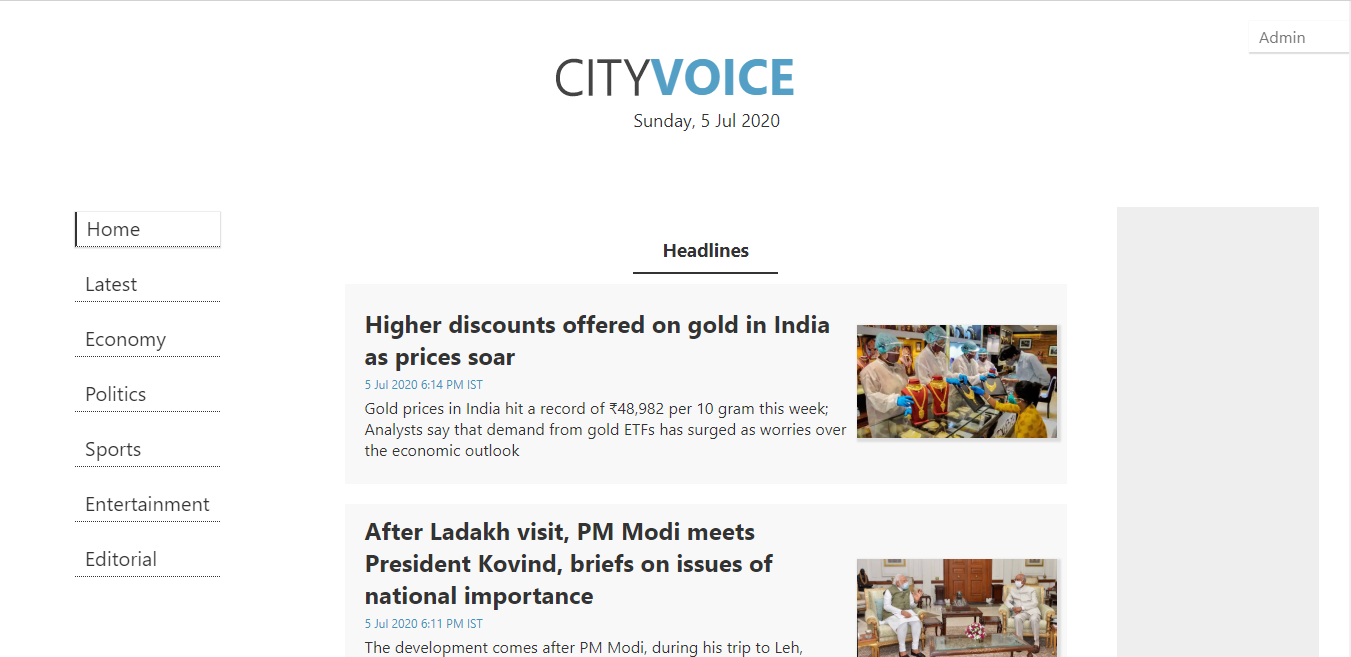 Admin
CITYVOICE
Sunday, 5 Jul 2020
Home
Latest
Economy
Politics
Sports
Entertainment
Editorial
Headlines
Higher discounts offered on gold in India
as prices soar
5 Jul 2020 6:14 PM IST
Gold prices in India hit a record of ₹48,982 per 10 gram this week;
Analysts say that demand from gold ETFs has surged as worries over
the economic outlook
After Ladakh visit, PM Modi meets
President Kovind, briefs on issues of
national importance
5 Jul 2020 6:11 PM IST
The development comes after PM Modi, during his trip to Leh,